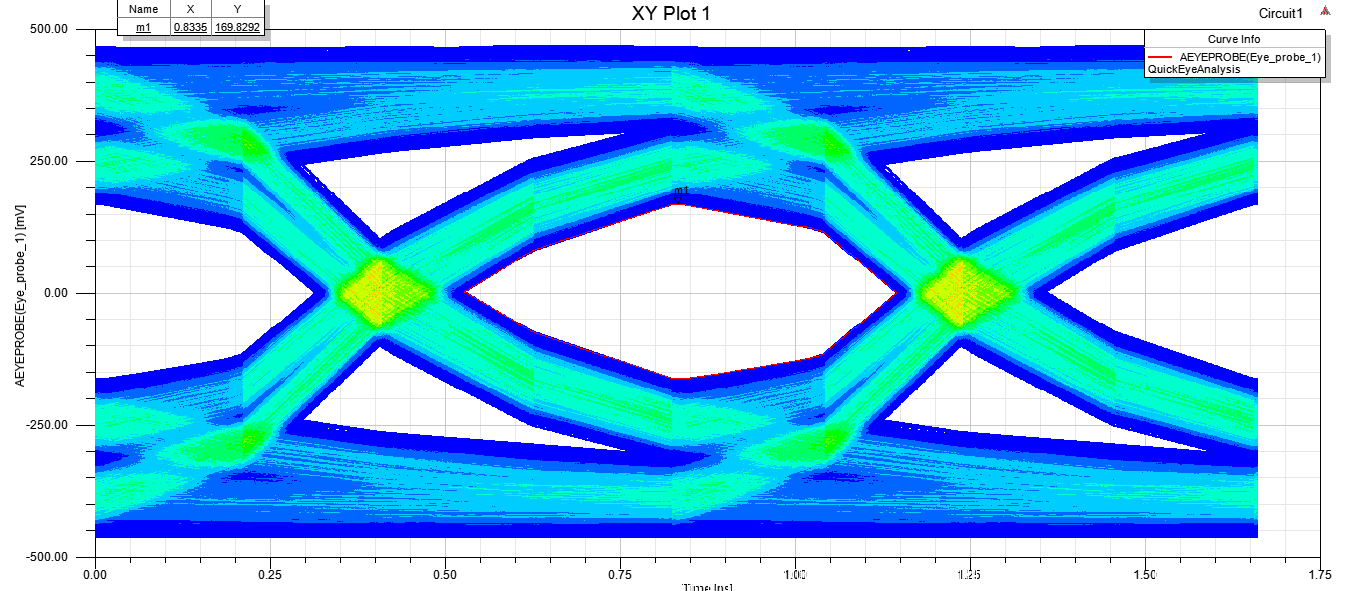 XY Plot 1
Circuit1
Name X Y
m1 0.8335 169.8292
Curve Info
AEYEPROBE(Eye_probe_1)
QuickEyeAnalysis
AEYEPROBE(Eye_probe_1) [mV]
500.00
250.00
0.00
-250.00
-500.00
m1
0.00 0.25 0.50 0.75 1.00 1.25 1.50 1.75
Time [ns]